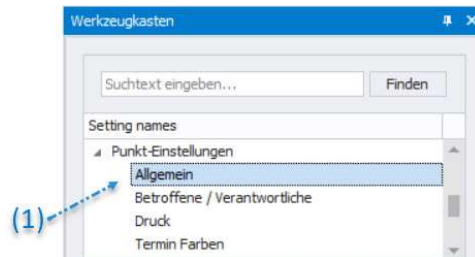 Werkzeugkasten
Suchtext eingeben...
Finden
Setting names
Punkt-Einstellungen
Allgemein
Betroffene / Verantwortliche
(1)
Druck
Termin Farben